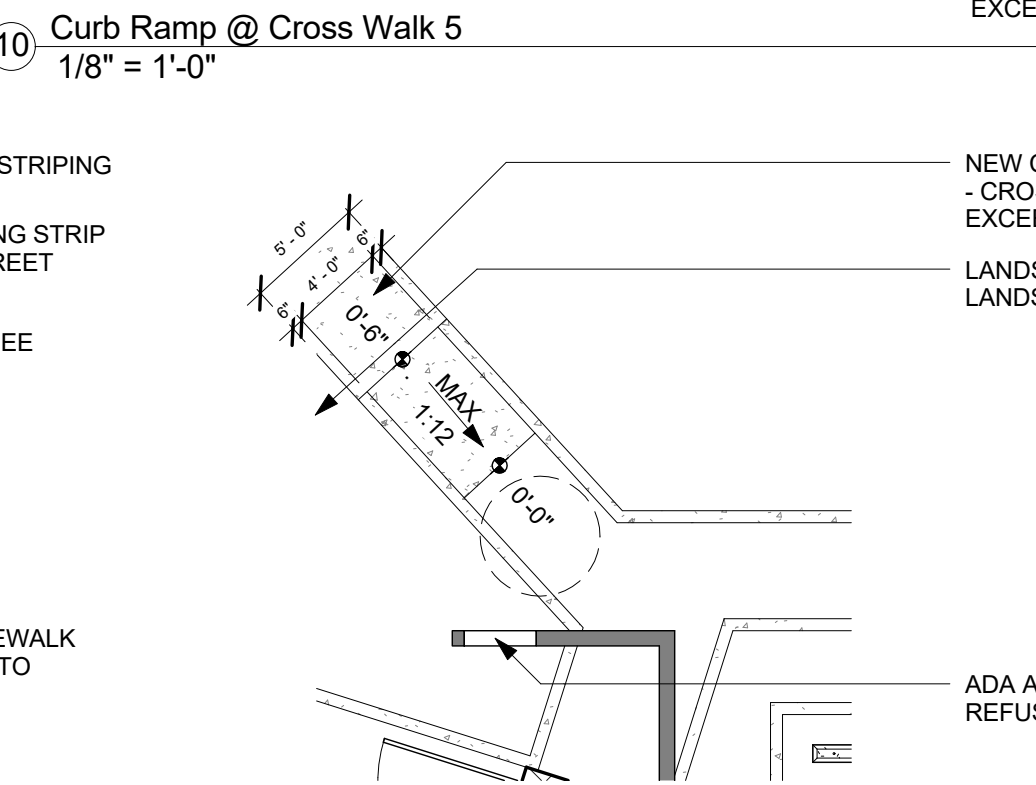 EXCE
10 Curb Ramp @ Cross Walk 5
1/8" = 1'-0"
STRIPING
NG STRIP
REET
EE
EWALK
TO
5' - 0"
6"
4' - 0"
6"
0'-6"
MAX
1:12
0'-0"
NEW
- CRO
EXCE
LANDS
LANDS
ADA A
REFUS